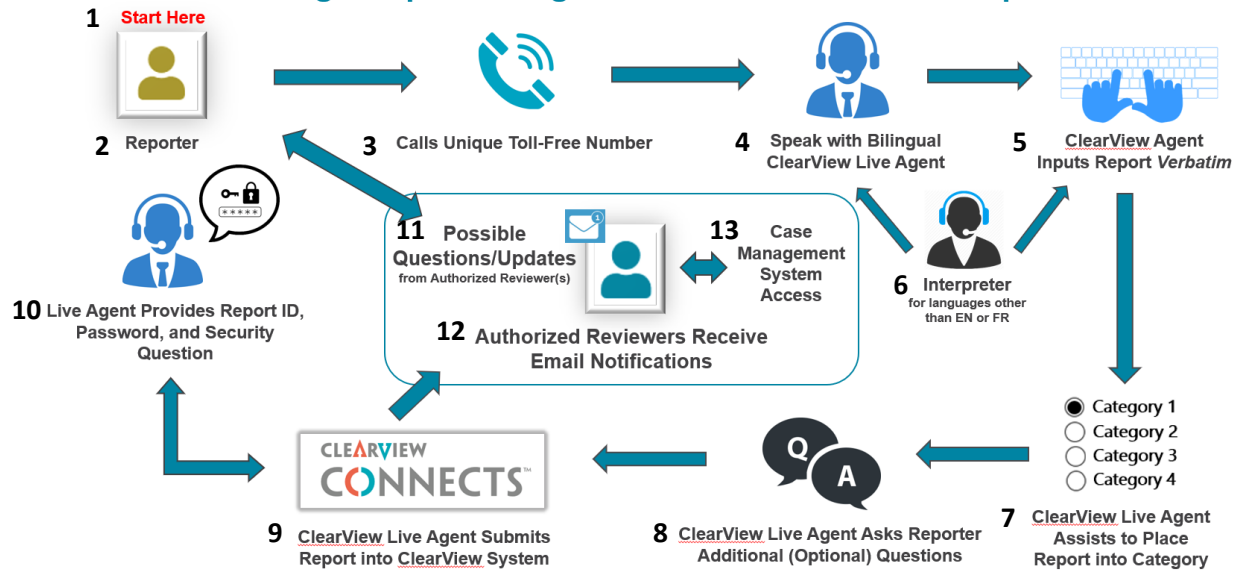 1 Start Here
2 Reporter
3 Calls Unique Toll-Free Number
4 Speak with Bilingual
ClearView Live Agent
5 ClearView Agent
Inputs Report Verbatim
6 Interpreter
for languages other
than EN or FR
Category 1
Category 2
Category 3
Category 4
7 ClearView Live Agent
Assists to Place
Report into Category
Q
A
8 ClearView Live Agent Asks Reporter
Additional (Optional) Questions
CLEARVIEW
CONNECTS™
9 ClearView Live Agent Submits
Report into ClearView System
*****
10 Live Agent Provides Report ID,
Password, and Security
Question
11 Possible
Questions/Updates
from Authorized Reviewer(s)
1
12 Authorized Reviewers Receive
Email Notifications
13 Case
Management
System
Access